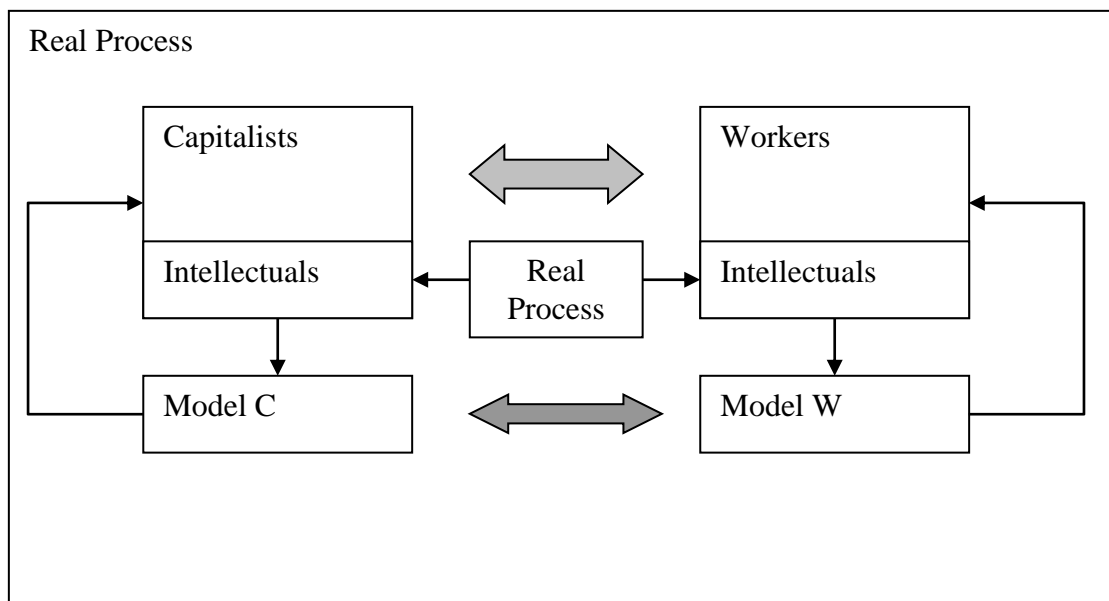 Real Process
Capitalists
Workers
Intellectuals
Real
Process
Intellectuals
Model C
Model W